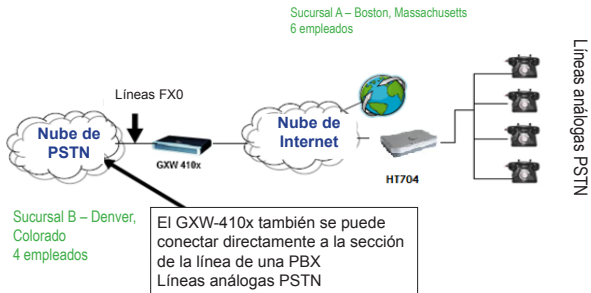 Sucursal A – Boston, Massachusetts
6 empleados
Líneas FX0
Nube de
PSTN
GXW 410x
Nube de
Internet
HT704
Líneas análogas PSTN
Sucursal B – Denver,
Colorado
4 empleados
El GXW-410x también se puede
conectar directamente a la sección
de la línea de una PBX
Líneas análogas PSTN